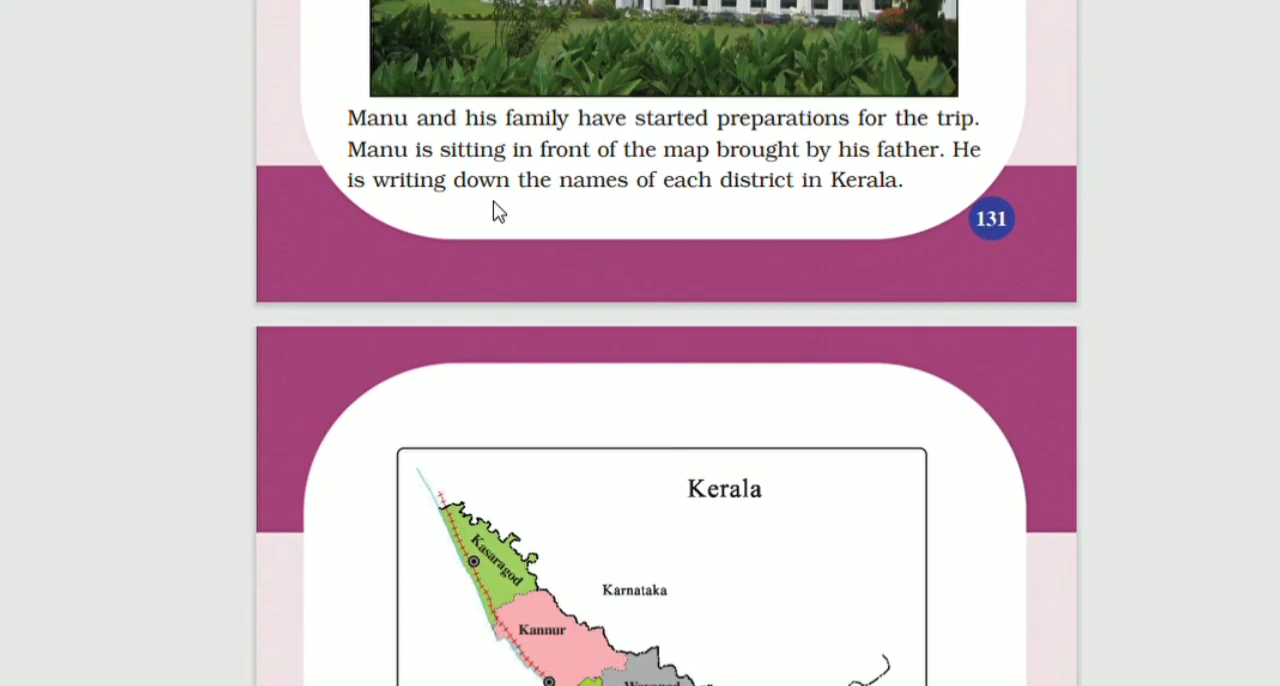 Manu and his family have started preparations for the trip.
Manu is sitting in front of the map brought by his father. He
is writing down the names of each district in Kerala.
131
Kerala
Kasaragod
Karnataka
Kannur